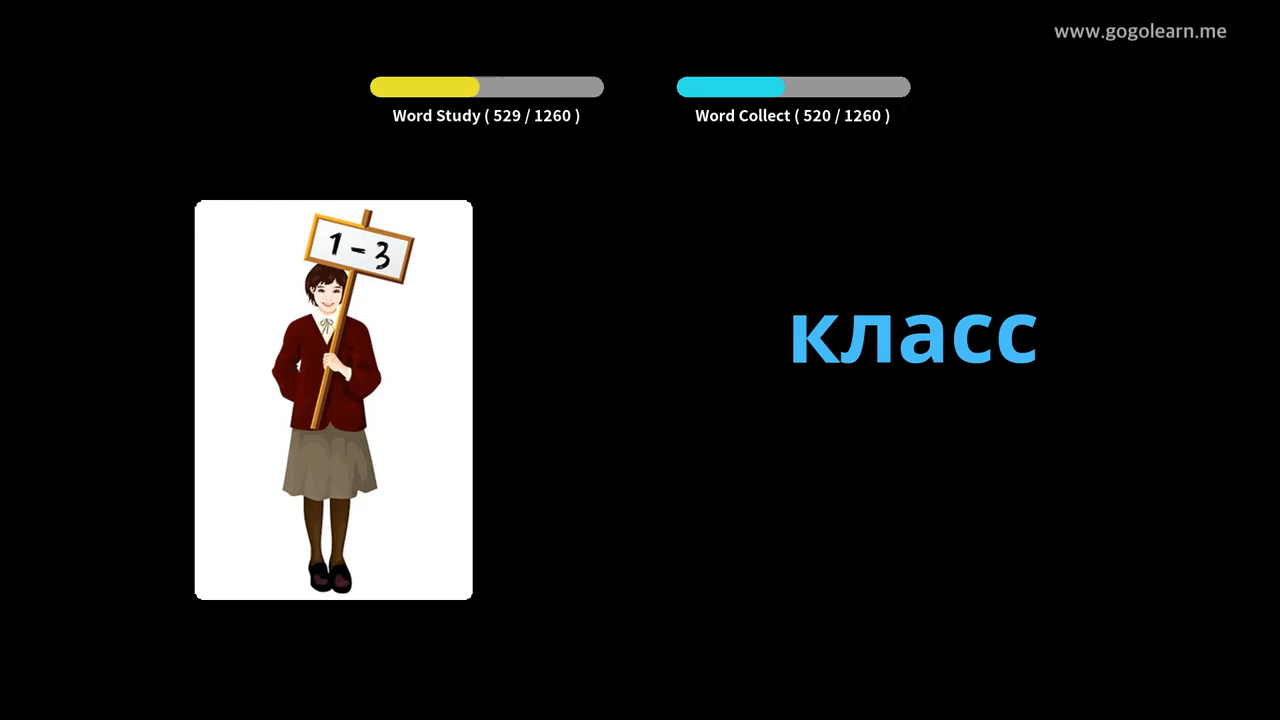 www.gogolearn.me
Word Study ( 529 / 1260 )
Word Collect ( 520 / 1260 )
1 - 3
класс